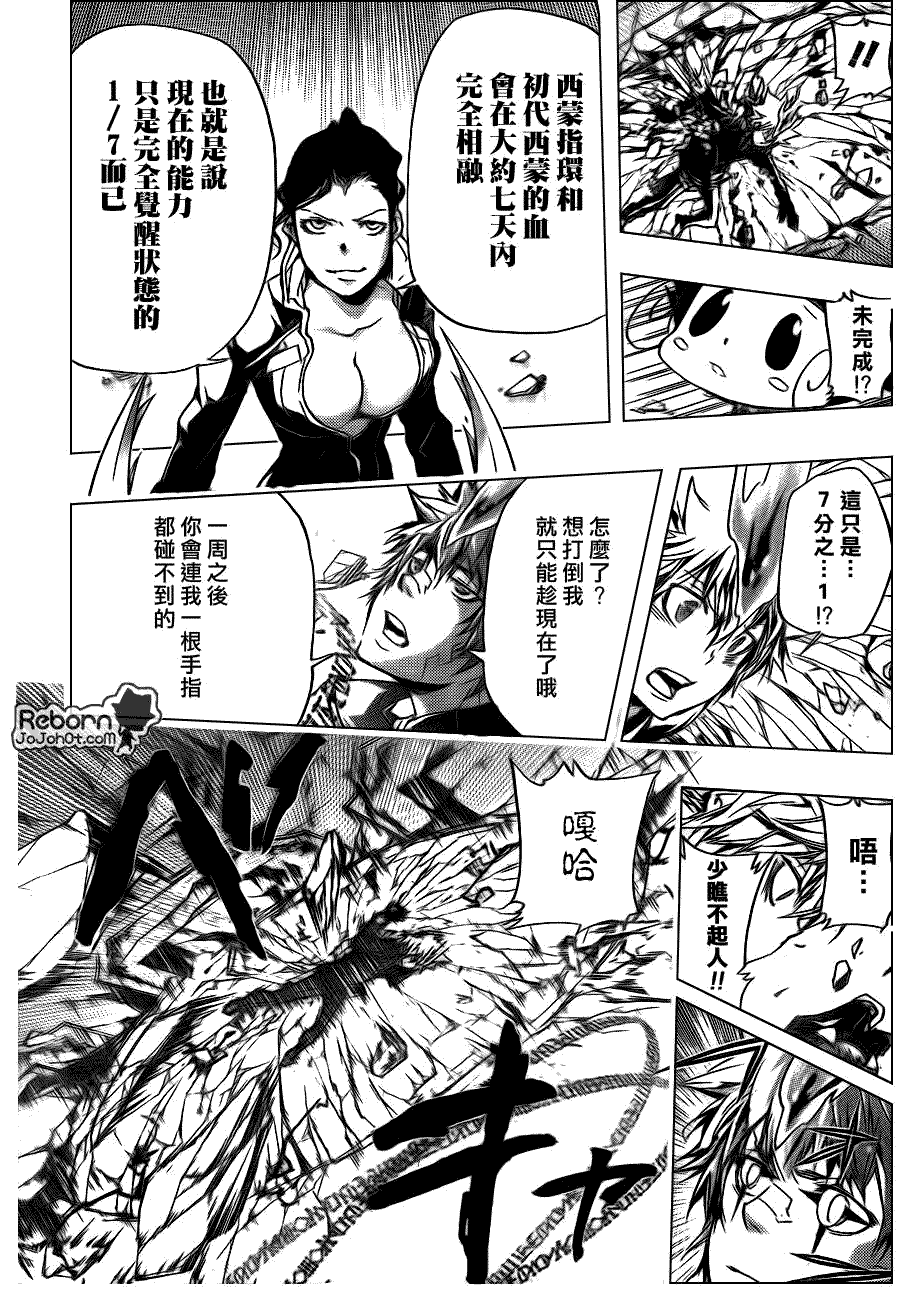 !!
西蒙指環和
初代西蒙的血
會在大約七天內
完全相融
也就是說
現在的能力
只是完全覺醒狀態的
1/7而已
未
完成!?
這只是…
7分之…1!?
怎麼了?
想打倒我
就只能趁現在了哦
一周之後
你會連我一根手指
都碰不到的
唔…
少瞧不起人!!
嘎
哈
ベキ
オ
キャ
Reborn
JoJoHOt.com